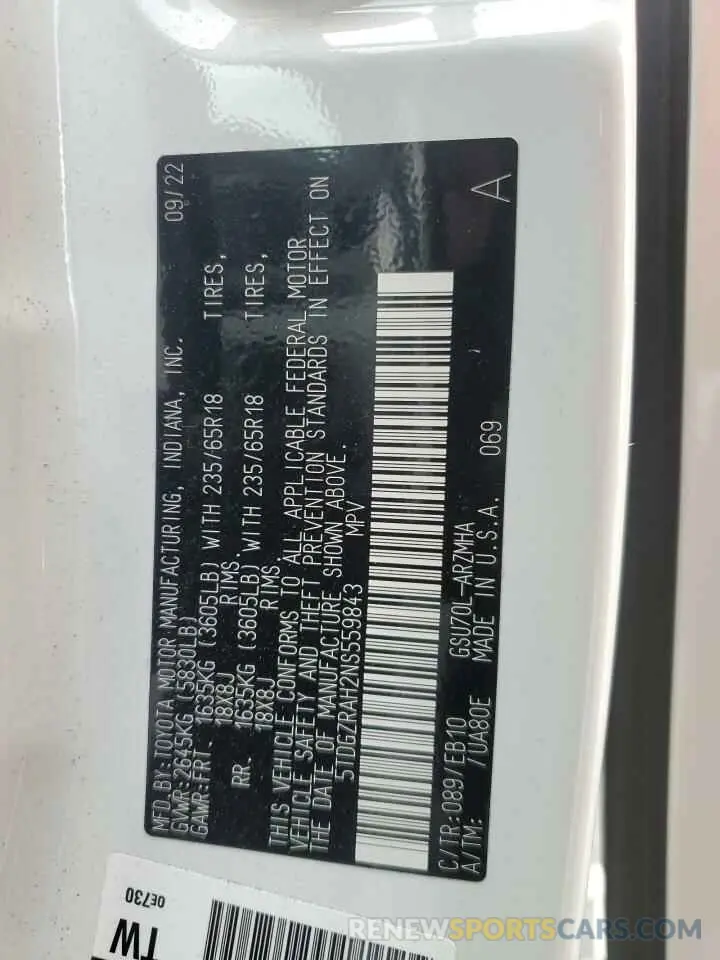 MFD. BY: TOYOTA MOTOR MANUFACTURING, INDIANA, INC. 09/22
GVWR: 2645KG (5830LB)
GAWR: FRT. 1635KG (3605LB) WITH 235/65R18 TIRES,
18X8J RIMS.
RR. 1635KG (3605LB) WITH 235/65R18 TIRES,
18X8J RIMS.
THIS VEHICLE CONFORMS TO ALL APPLICABLE FEDERAL MOTOR
VEHICLE SAFETY AND THEFT PREVENTION STANDARDS IN EFFECT ON
THE DATE OF MANUFACTURE SHOWN ABOVE.
5TDGZRAH2NS559843 MPV
C/TR: 089/EB10 GSU70L-ARZMHA A
A/TM: /UA80E MADE IN U.S.A. 069
TW 0E730
RENEWSPORTSCARS.COM